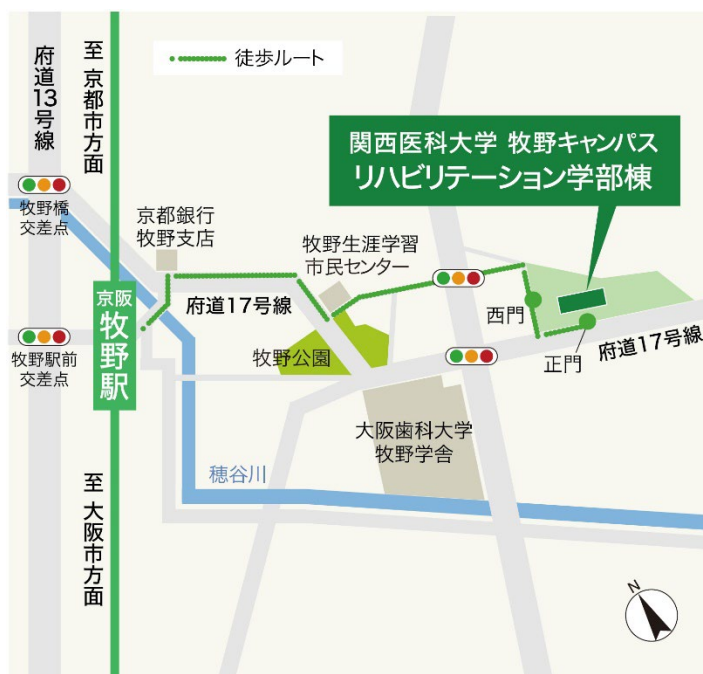 府道13号線
至 京都市方面
徒歩ルート
関西医科大学 牧野キャンパス
リハビリテーション学部棟
牧野橋
交差点
京都銀行
牧野支店
牧野生涯学習
市民センター
府道17号線
西門
京阪
牧野駅
牧野駅前
交差点
牧野公園
正門
府道17号線
大阪歯科大学
牧野学舎
穂谷川
至 大阪市方面
N